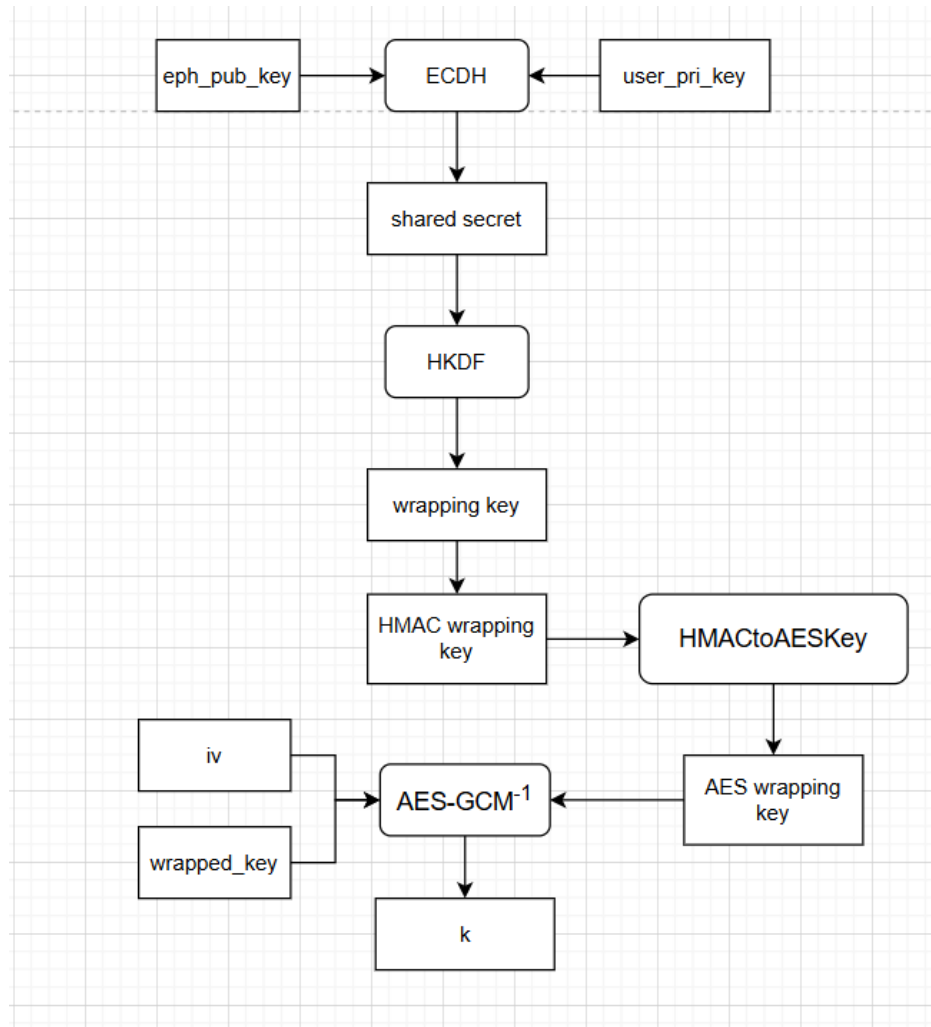 eph_pub_key
ECDH
user_pri_key
shared secret
HKDF
wrapping key
HMAC wrapping
key
HMACtoAESKey
iv
AES-GCM⁻¹
AES wrapping
key
wrapped_key
k